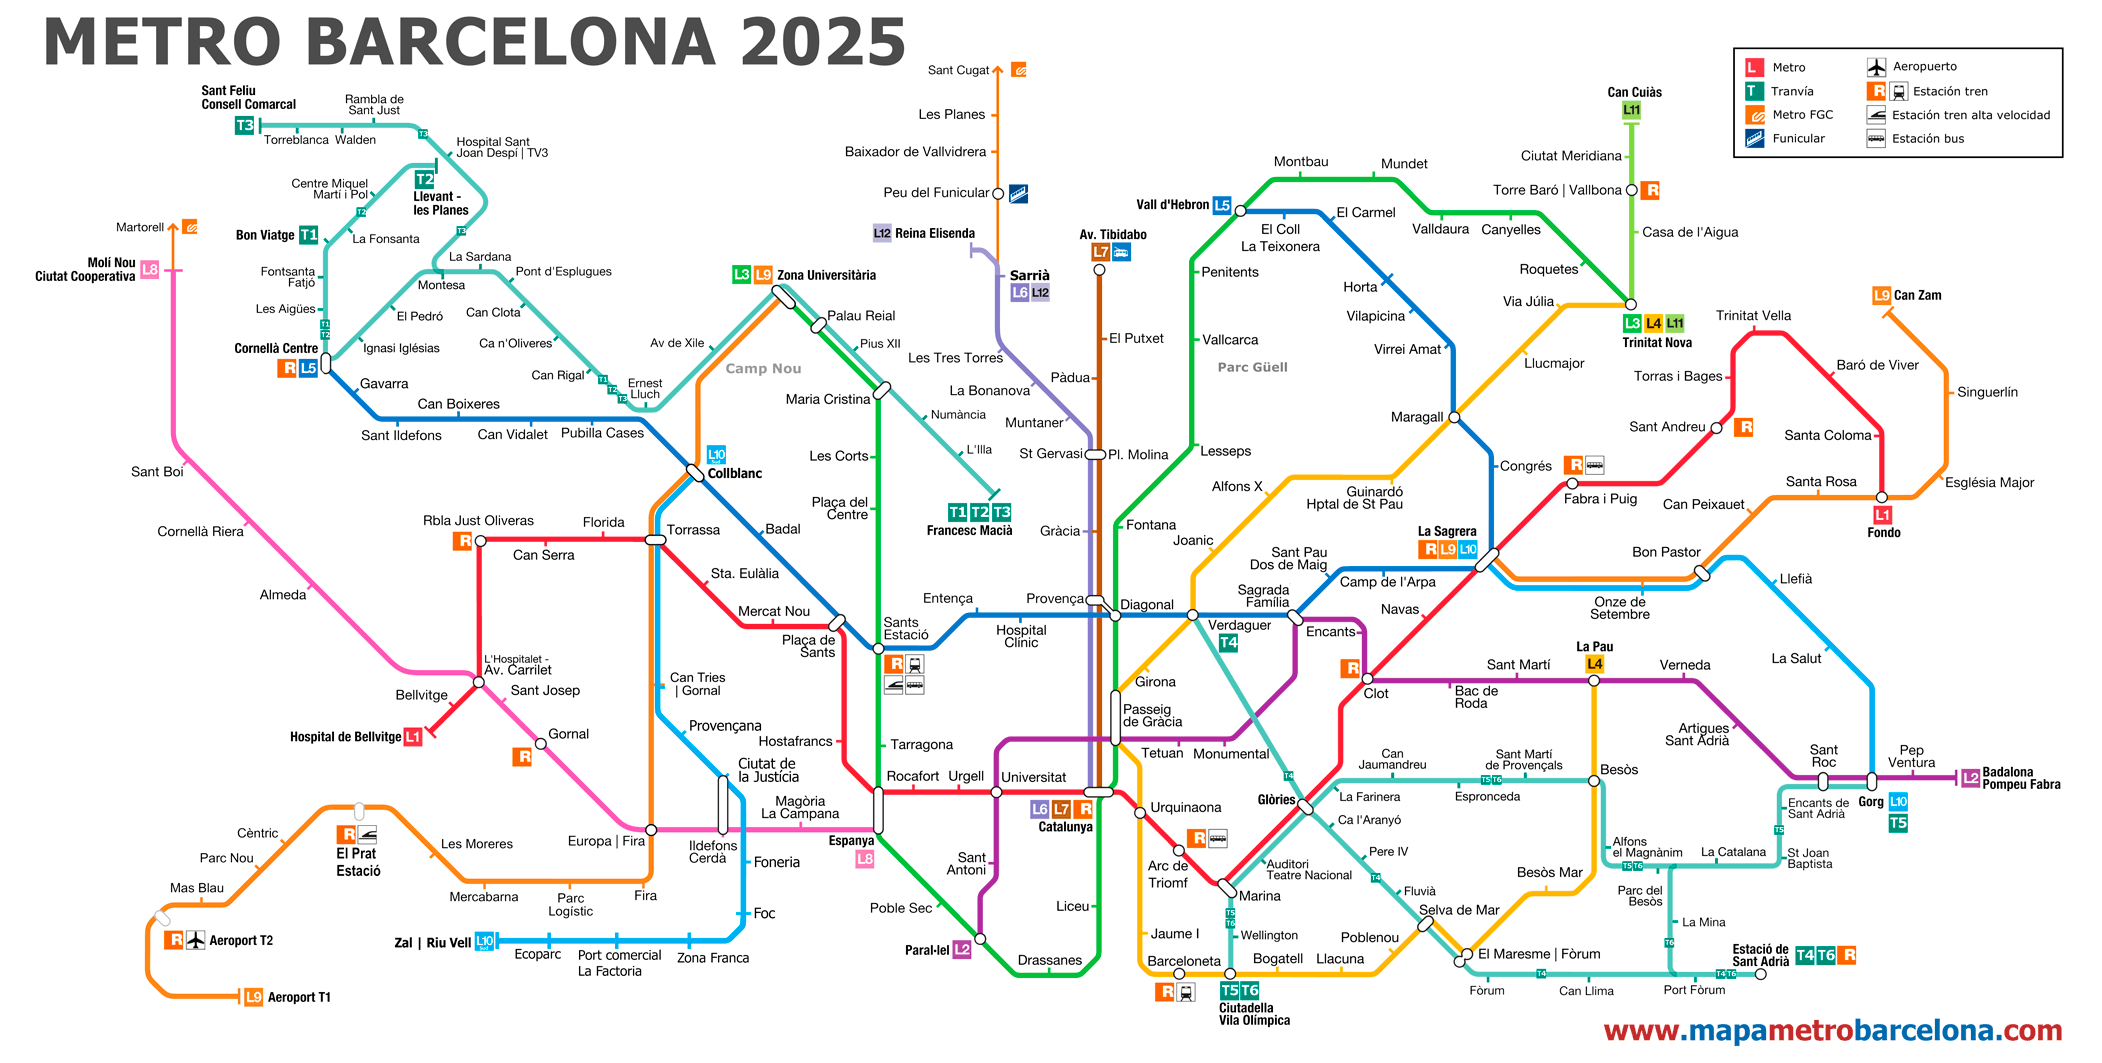 METRO BARCELONA 2025
L Metro
T Tranvía
Metro FGC
Funicular
Aeropuerto
R Estación tren
Estación tren alta velocidad
Estación bus
Sant Feliu
Consell Comarcal
T3
Torreblanca
Walden
Rambla de
Sant Just
T3
Hospital Sant
Joan Despí | TV3
Centre Miquel
Martí i Pol
T2
T2
Llevant -
les Planes
Bon Viatge T1
La Fonsanta
Fontsanta
Fatjó
Les Aigües
T1
T2
Cornellà Centre
R L5
T3
La Sardana
Montesa
Pont d'Esplugues
El Pedró
Can Clota
Ignasi Iglésias
Ca n'Oliveres
Can Rigal
T1
T2
T3
Ernest
Lluch
Av de Xile
Martorell
Molí Nou
Ciutat Cooperativa
L8
Sant Boi
Cornellà Riera
Almeda
Gavarra
Can Boixeres
Sant Ildefons
Can Vidalet
Pubilla Cases
L3 L9 Zona Universitària
Palau Reial
Pius XII
Camp Nou
Maria Cristina
Numància
L'Illa
T1 T2 T3
Francesc Macià
Les Corts
Plaça del
Centre
L10
Sud
Collblanc
Badal
Rbla Just Oliveras
R
Florida
Can Serra
Torrassa
Sta. Eulàlia
Mercat Nou
Plaça de
Sants
Sants
Estació
R
L'Hospitalet -
Av. Carrilet
Bellvitge
Hospital de Bellvitge L1
Sant Josep
Gornal
R
Can Tries
| Gornal
Provençana
Ciutat de
la Justícia
Hostafrancs
Tarragona
Magòria
La Campana
Europa | Fira
Ildefons
Cerdà
Espanya
L8
Foneria
Foc
Zona Franca
Port comercial
La Factoria
Ecoparc
Zal | Riu Vell L10
Sud
Cèntric
Parc Nou
Mas Blau
R
El Prat
Estació
Les Moreres
Mercabarna
Parc
Logístic
Fira
R Aeroport T2
L9 Aeroport T1
Sant Cugat
Les Planes
Baixador de Vallvidrera
Peu del Funicular
L12 Reina Elisenda
Sarrià
L6 L12
Les Tres Torres
La Bonanova
Muntaner
St Gervasi
Gràcia
Provença
Av. Tibidabo
L7
El Putxet
Pàdua
Pl. Molina
Entença
Hospital
Clínic
Diagonal
Fontana
Lesseps
Vallcarca
Penitents
Parc Güell
Vall d'Hebron L5
Montbau
Mundet
Valldaura
Canyelles
Roquetes
El Coll
La Teixonera
El Carmel
Horta
Vilapicina
Virrei Amat
Can Cuiàs
L11
Ciutat Meridiana
Torre Baró | Vallbona
R
Casa de l'Aigua
L3 L4 L11
Trinitat Nova
Via Júlia
Llucmajor
Maragall
Congrés
Guinardó
Hptal de St Pau
Alfons X
Joanic
Verdaguer
T4
Sagrada
Família
Sant Pau
Dos de Maig
Camp de l'Arpa
La Sagrera
R L9 L10
Fabra i Puig
R
Sant Andreu
R
Torras i Bages
Trinitat Vella
Baró de Viver
Santa Coloma
L1
Fondo
L9 Can Zam
Singuerlín
Església Major
Santa Rosa
Can Peixauet
Bon Pastor
Onze de
Setembre
Llefià
La Salut
Navas
Encants
R
Clot
Bac de
Roda
Sant Martí
La Pau
L4
Verneda
Artigues
Sant Adrià
Sant
Roc
Gorg L10
T5
Pep
Ventura
L2 Badalona
Pompeu Fabra
Girona
Passeig
de Gràcia
Tetuan
Monumental
Rocafort
Urgell
Universitat
L6 L7 R
Catalunya
Urquinaona
R
Arc de
Triomf
Marina
Sant
Antoni
Poble Sec
Paral·lel L2
Drassanes
Liceu
Jaume I
Barceloneta
R
T5
T6
Wellington
T5 T6
Ciutadella
Vila Olímpica
Bogatell
Llacuna
Poblenou
Selva de Mar
El Maresme | Fòrum
Besòs Mar
Besòs
T4
Glòries
La Farinera
Can
Jaumandreu
T5 T6
Espronceda
Sant Martí
de Provençals
Ca l'Aranyó
Pere IV
T4
Fluvià
Auditori
Teatre Nacional
Alfons
el Magnànim
T5 T6
Parc del
Besòs
La Catalana
St Joan
Baptista
T5
Encants de
Sant Adrià
La Mina
T6
T4
Fòrum
Can Llima
Port Fòrum
T4 T6
Estació de
Sant Adrià
T4 T6 R
www.mapametrobarcelona.com